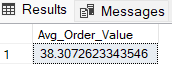 Results Messages
Avg_Order_Value
1 38.3072623343546